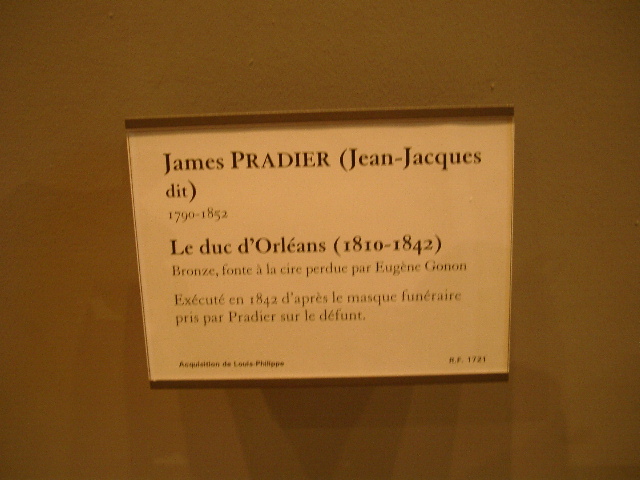 James PRADIER (Jean-Jacques
dit)
1790-1852
Le duc d'Orléans (1810-1842)
Bronze, fonte à la cire perdue par Eugène Gonon
Exécuté en 1842 d'après le masque funéraire
pris par Pradier sur le défunt.
Acquisition de Louis-Philippe
R.F. 1721